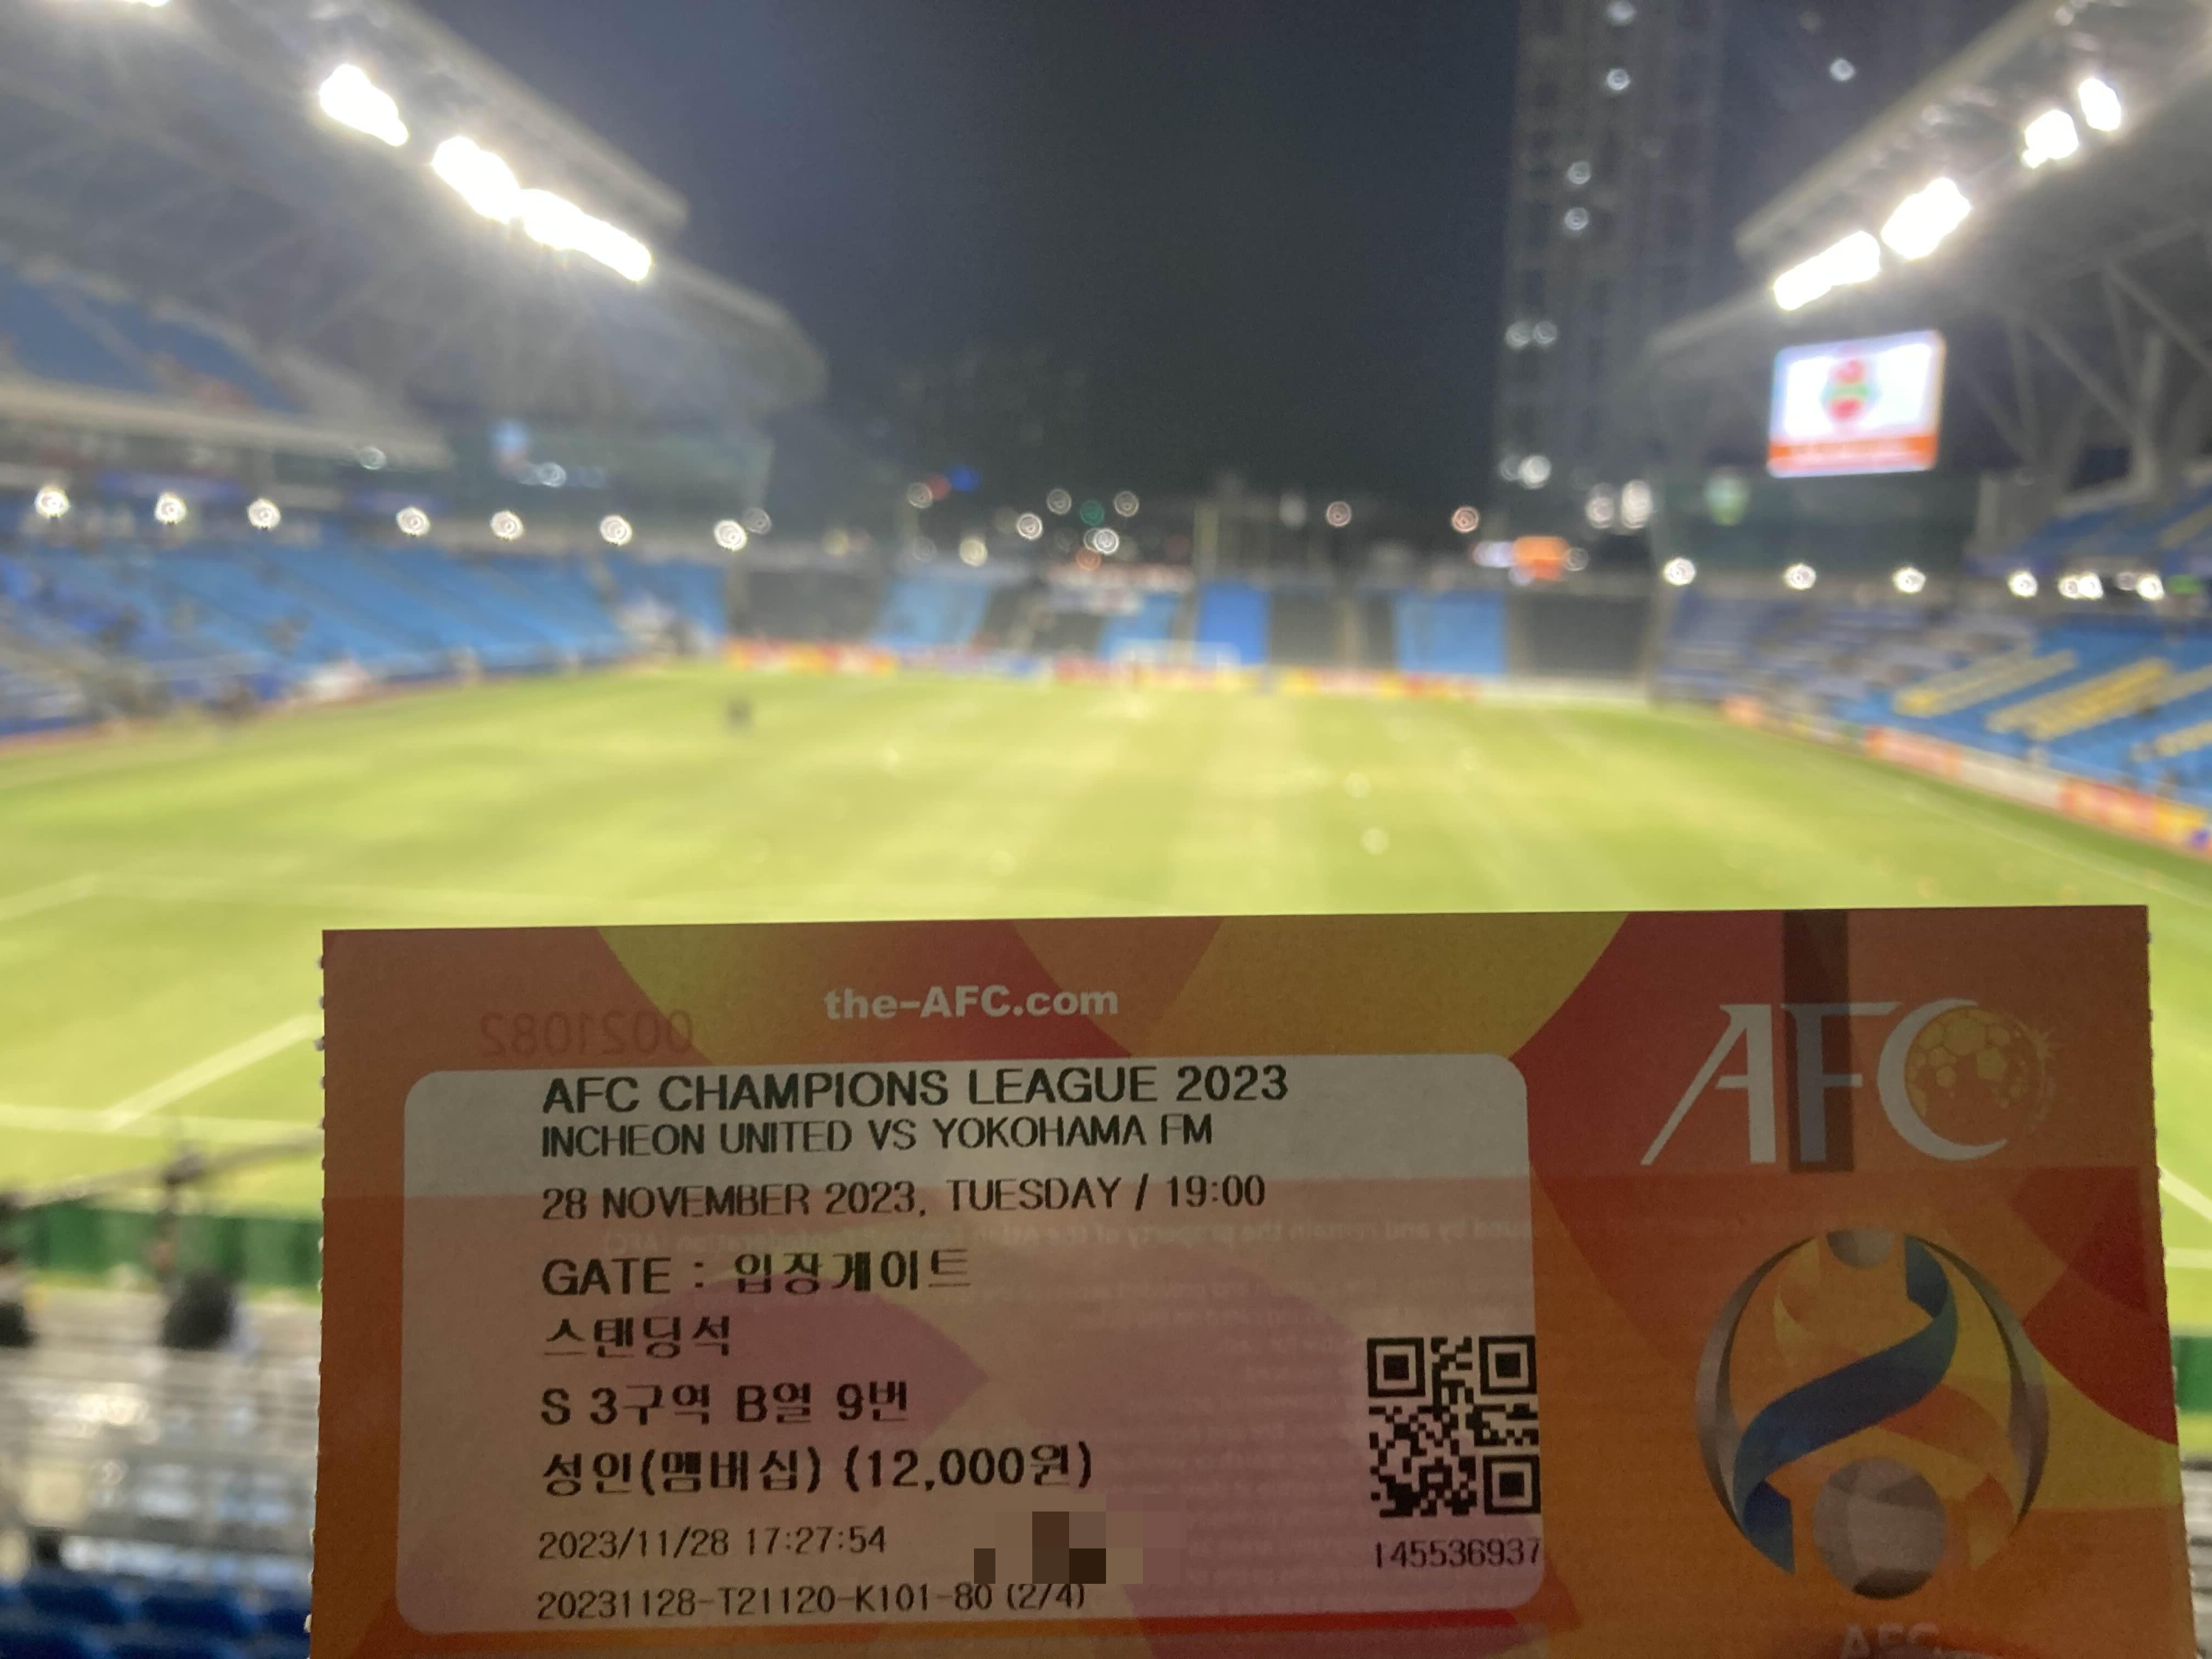 the-AFC.com
0021082
AFC
AFC CHAMPIONS LEAGUE 2023
INCHEON UNITED VS YOKOHAMA FM
28 NOVEMBER 2023, TUESDAY / 19:00
GATE : 입장게이트
스탠딩석
S 3구역 B열 9번
성인(멤버십) (12,000원)
2023/11/28 17:27:54
145536937
20231128-T21120-K101-80 (2/4)
AFC